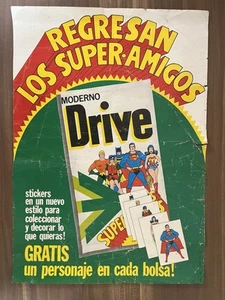 REGRESAN
LOS SUPER-AMIGOS
MODERNO
Drive
stickers
en un nuevo
estilo para
coleccionar
y decorar lo
que quieras!
GRATIS
un personaje en cada bolsa!